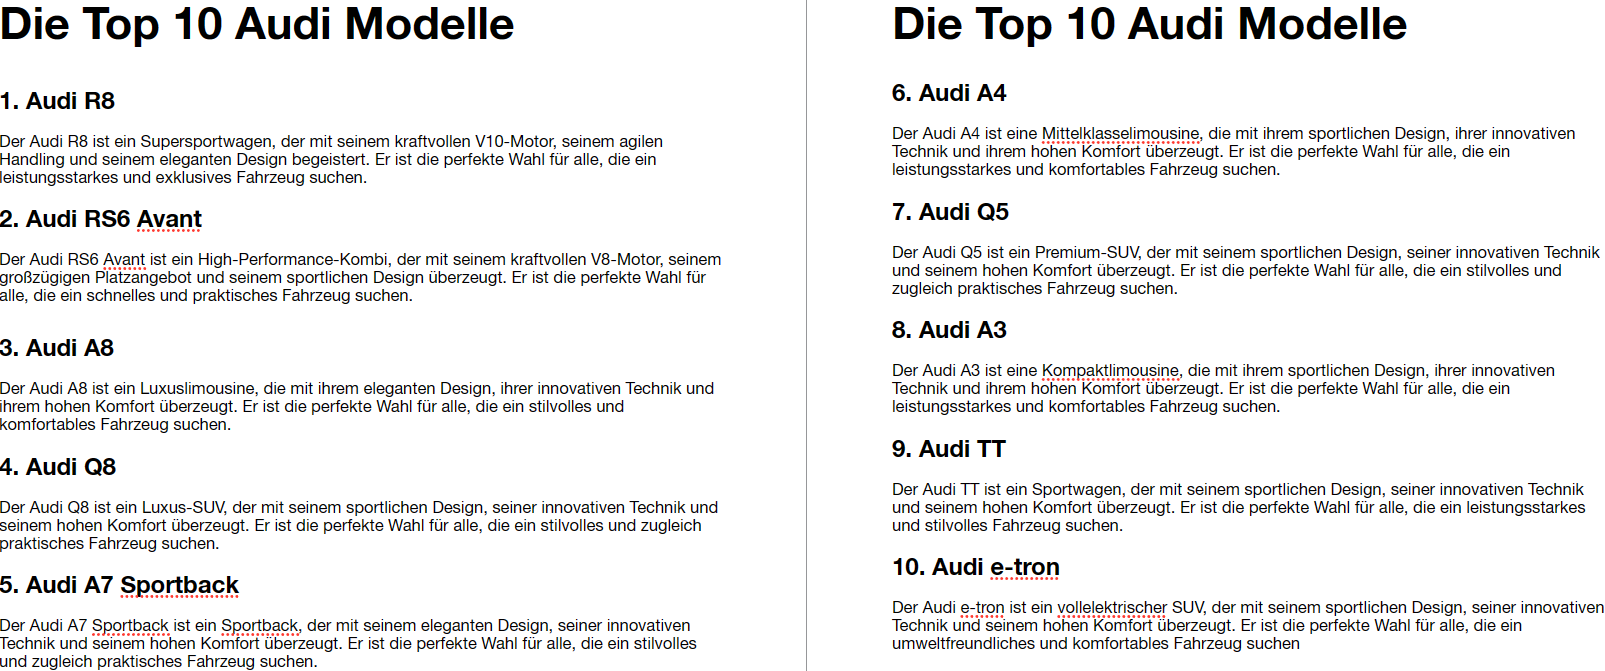 Die Top 10 Audi Modelle
1. Audi R8
Der Audi R8 ist ein Supersportwagen, der mit seinem kraftvollen V10-Motor, seinem agilen
Handling und seinem eleganten Design begeistert. Er ist die perfekte Wahl für alle, die ein
leistungsstarkes und exklusives Fahrzeug suchen.
2. Audi RS6 Avant
Der Audi RS6 Avant ist ein High-Performance-Kombi, der mit seinem kraftvollen V8-Motor, seinem
großzügigen Platzangebot und seinem sportlichen Design überzeugt. Er ist die perfekte Wahl für
alle, die ein schnelles und praktisches Fahrzeug suchen.
3. Audi A8
Der Audi A8 ist ein Luxuslimousine, die mit ihrem eleganten Design, ihrer innovativen Technik und
ihrem hohen Komfort überzeugt. Er ist die perfekte Wahl für alle, die ein stilvolles und
komfortables Fahrzeug suchen.
4. Audi Q8
Der Audi Q8 ist ein Luxus-SUV, der mit seinem sportlichen Design, seiner innovativen Technik und
seinem hohen Komfort überzeugt. Er ist die perfekte Wahl für alle, die ein stilvolles und zugleich
praktisches Fahrzeug suchen.
5. Audi A7 Sportback
Der Audi A7 Sportback ist ein Sportback, der mit seinem eleganten Design, seiner innovativen
Technik und seinem hohen Komfort überzeugt. Er ist die perfekte Wahl für alle, die ein stilvolles
und zugleich praktisches Fahrzeug suchen.
Die Top 10 Audi Modelle
6. Audi A4
Der Audi A4 ist eine Mittelklasselimousine, die mit ihrem sportlichen Design, ihrer innovativen
Technik und ihrem hohen Komfort überzeugt. Er ist die perfekte Wahl für alle, die ein
leistungsstarkes und komfortables Fahrzeug suchen.
7. Audi Q5
Der Audi Q5 ist ein Premium-SUV, der mit seinem sportlichen Design, seiner innovativen Technik
und seinem hohen Komfort überzeugt. Er ist die perfekte Wahl für alle, die ein stilvolles und
zugleich praktisches Fahrzeug suchen.
8. Audi A3
Der Audi A3 ist eine Kompaktlimousine, die mit ihrem sportlichen Design, ihrer innovativen
Technik und ihrem hohen Komfort überzeugt. Er ist die perfekte Wahl für alle, die ein
leistungsstarkes und komfortables Fahrzeug suchen.
9. Audi TT
Der Audi TT ist ein Sportwagen, der mit seinem sportlichen Design, seiner innovativen Technik
und seinem hohen Komfort überzeugt. Er ist die perfekte Wahl für alle, die ein leistungsstarkes
und stilvolles Fahrzeug suchen.
10. Audi e-tron
Der Audi e-tron ist ein vollelektrischer SUV, der mit seinem sportlichen Design, seiner innovativen
Technik und seinem hohen Komfort überzeugt. Er ist die perfekte Wahl für alle, die ein
umweltfreundliches und komfortables Fahrzeug suchen